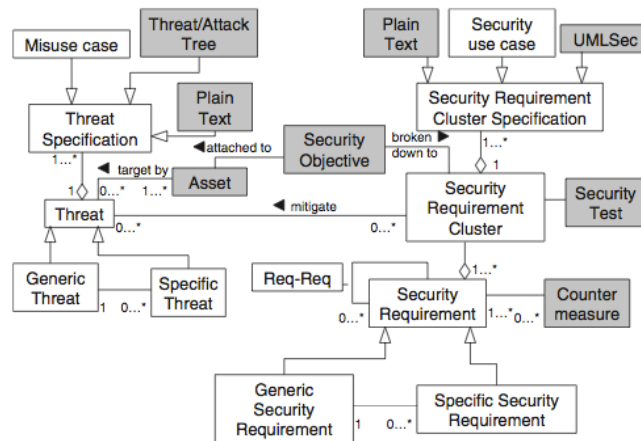 Misuse case
Threat/Attack
Tree
Plain
Text
Security
use case
UMLSec
Threat
Specification
Plain
Text
Security Requirement
Cluster Specification
1...*
◀attached to
Security
Objective
broken ▶
down to
1...*
1
◀ target by
1
0...*
1...*
Asset
Threat
0...*
◀ mitigate
0...*
Security
Requirement
Cluster
Security
Test
Generic
Threat
1
0...*
Specific
Threat
Req-Req
0...*
1...*
Security
Requirement
1...*
0...*
Counter
measure
Generic
Security
Requirement
1
0...*
Specific Security
Requirement